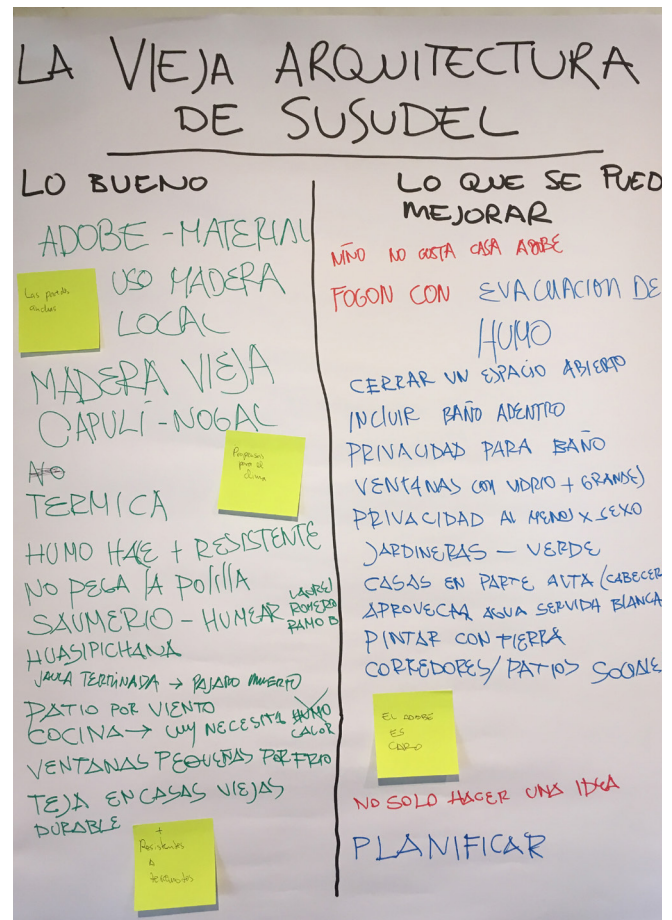 LA VIEJA ARQUITECTURA
DE SUSUDEL
LO BUENO
ADOBE - MATERIAL
USO MADERA
LOCAL
Las paredes
anchas
MADERA VIEJA
CAPULÍ - NOGAL
para el
clima
TERMICA
HUMO HACE + RESISTENTE
NO PEGA LA POLILLA
SAUMERIO - HUMEAR
LAUREL
ROMERO
RAMO B
HUASIPICHANA
JAULA TERMINADA → PAJARO MUERTO
PATIO POR VIENTO
COCINA → CUY NECESITA HUMO
CALOR
VENTANAS PEQUEÑAS POR FRIO
TEJA EN CASAS VIEJAS
DURABLE
+
Resistentes
A
terremotos
LO QUE SE PUED
MEJORAR
NIÑO NO GUSTA CASA ADOBE
FOGON CON EVACUACION DE
HUMO
CERRAR UN ESPACIO ABIERTO
INCLUIR BAÑO ADENTRO
PRIVACIDAD PARA BAÑO
VENTANAS CON VIDRIO + GRANDES
PRIVACIDAD AL MENOS X SEXO
JARDINERAS — VERDE
CASAS EN PARTE ALTA (CABECER
APROVECAR AGUA SERVIDA BLANCA
PINTAR CON TIERRA
CORREDORES/PATIOS SOCIALE
EL ADOBE
ES
CARO
NO SOLO HACER UNA IDEA
PLANIFICAR